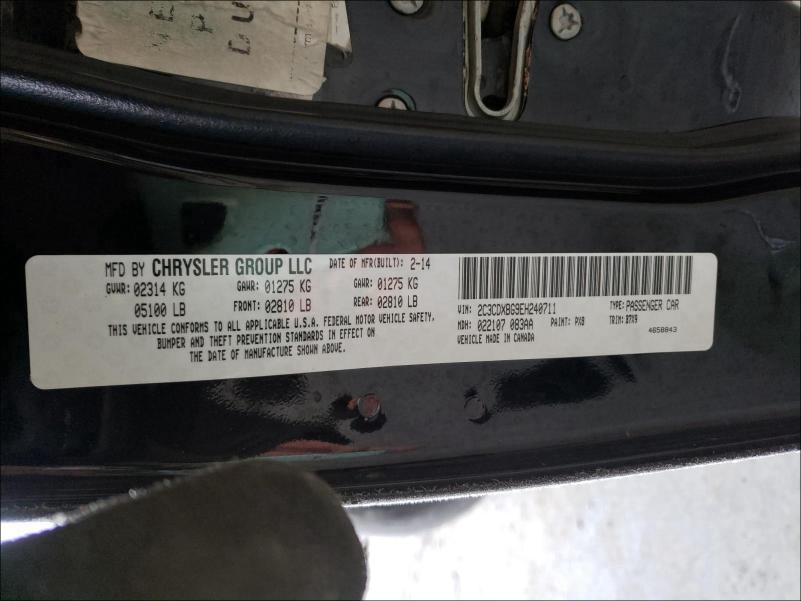 MFD BY CHRYSLER GROUP LLC DATE OF MFR(BUILT): 2-14
GVWR: 02314 KG GAWR: 01275 KG GAWR: 01275 KG
05100 LB FRONT: 02810 LB REAR: 02810 LB
THIS VEHICLE CONFORMS TO ALL APPLICABLE U.S.A. FEDERAL MOTOR VEHICLE SAFETY,
BUMPER AND THEFT PREVENTION STANDARDS IN EFFECT ON
THE DATE OF MANUFACTURE SHOWN ABOVE.
VIN: 2C3CDXBG9EH240711 TYPE: PASSENGER CAR
MDH: 022107 083AA PAINT: PX8 TRIM: B7X9
VEHICLE MADE IN CANADA 4658843